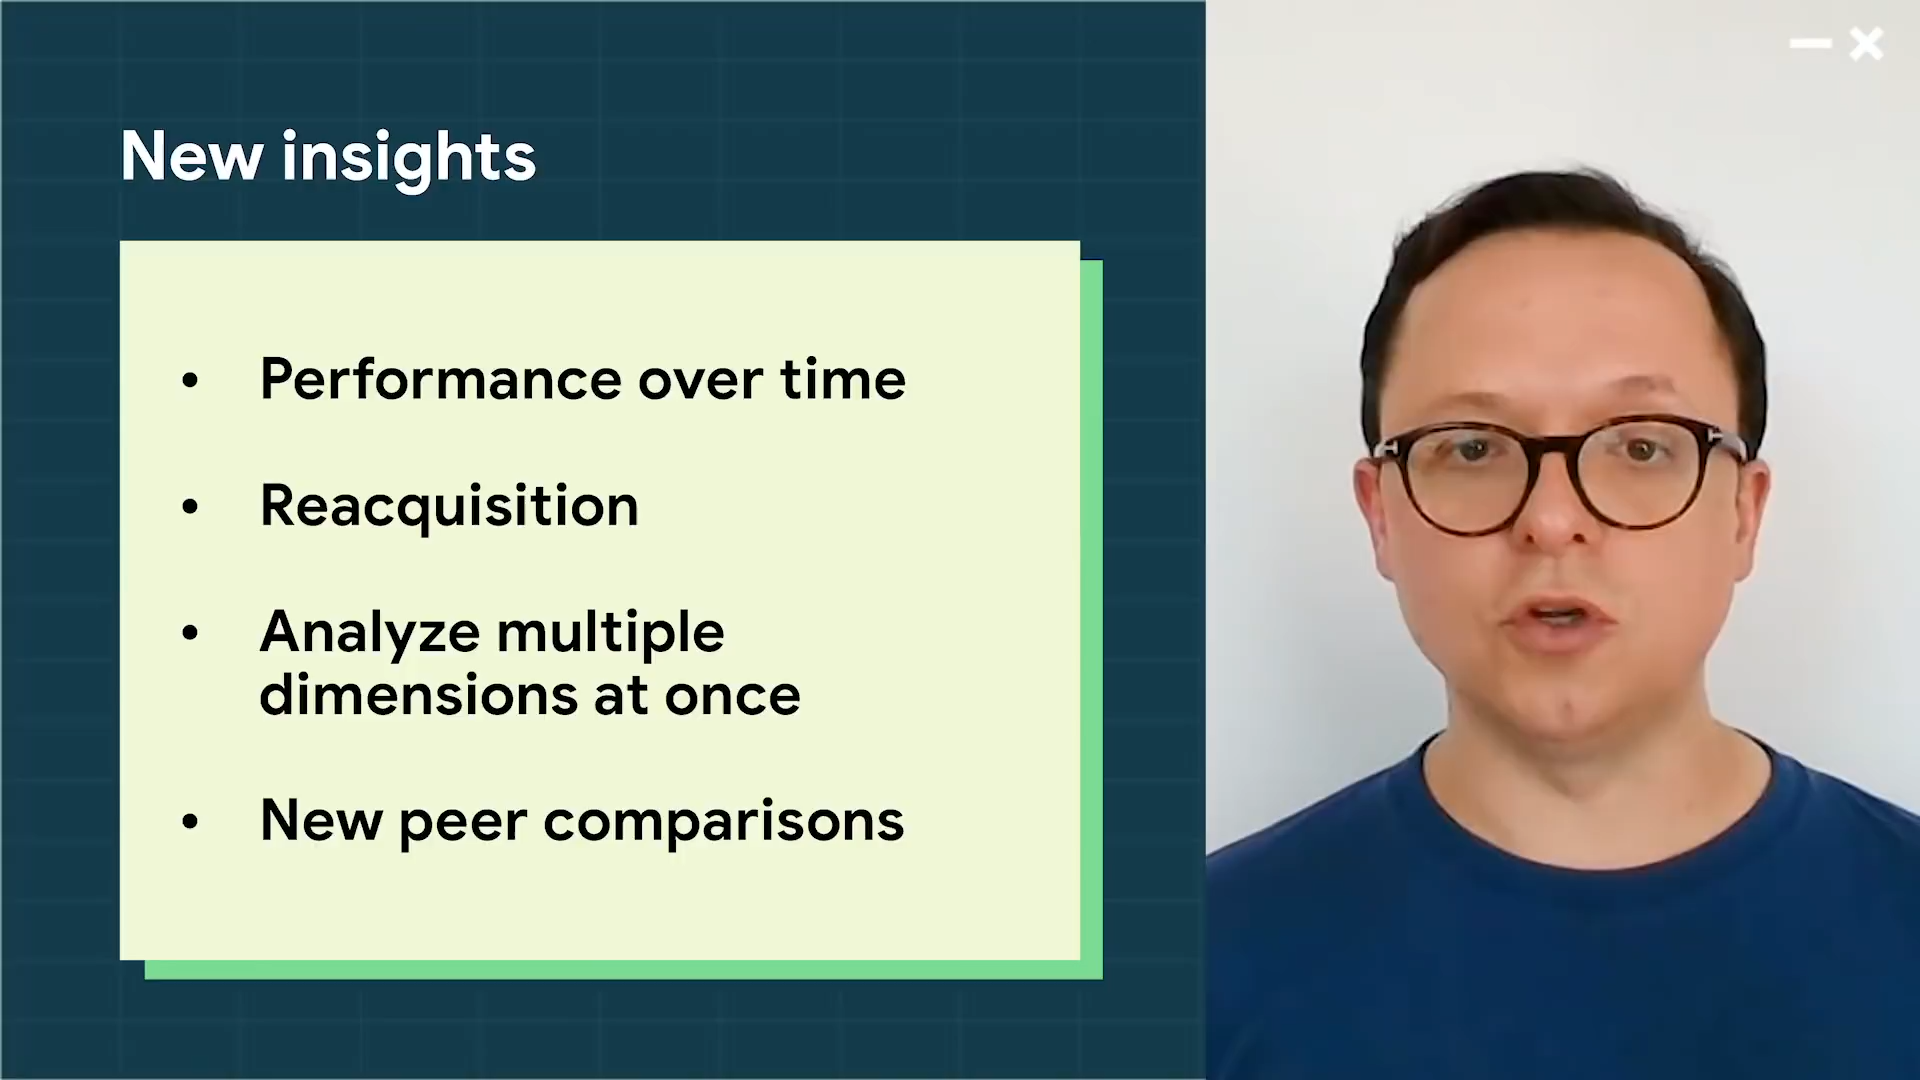 New insights
• Performance over time
• Reacquisition
• Analyze multiple
dimensions at once
• New peer comparisons